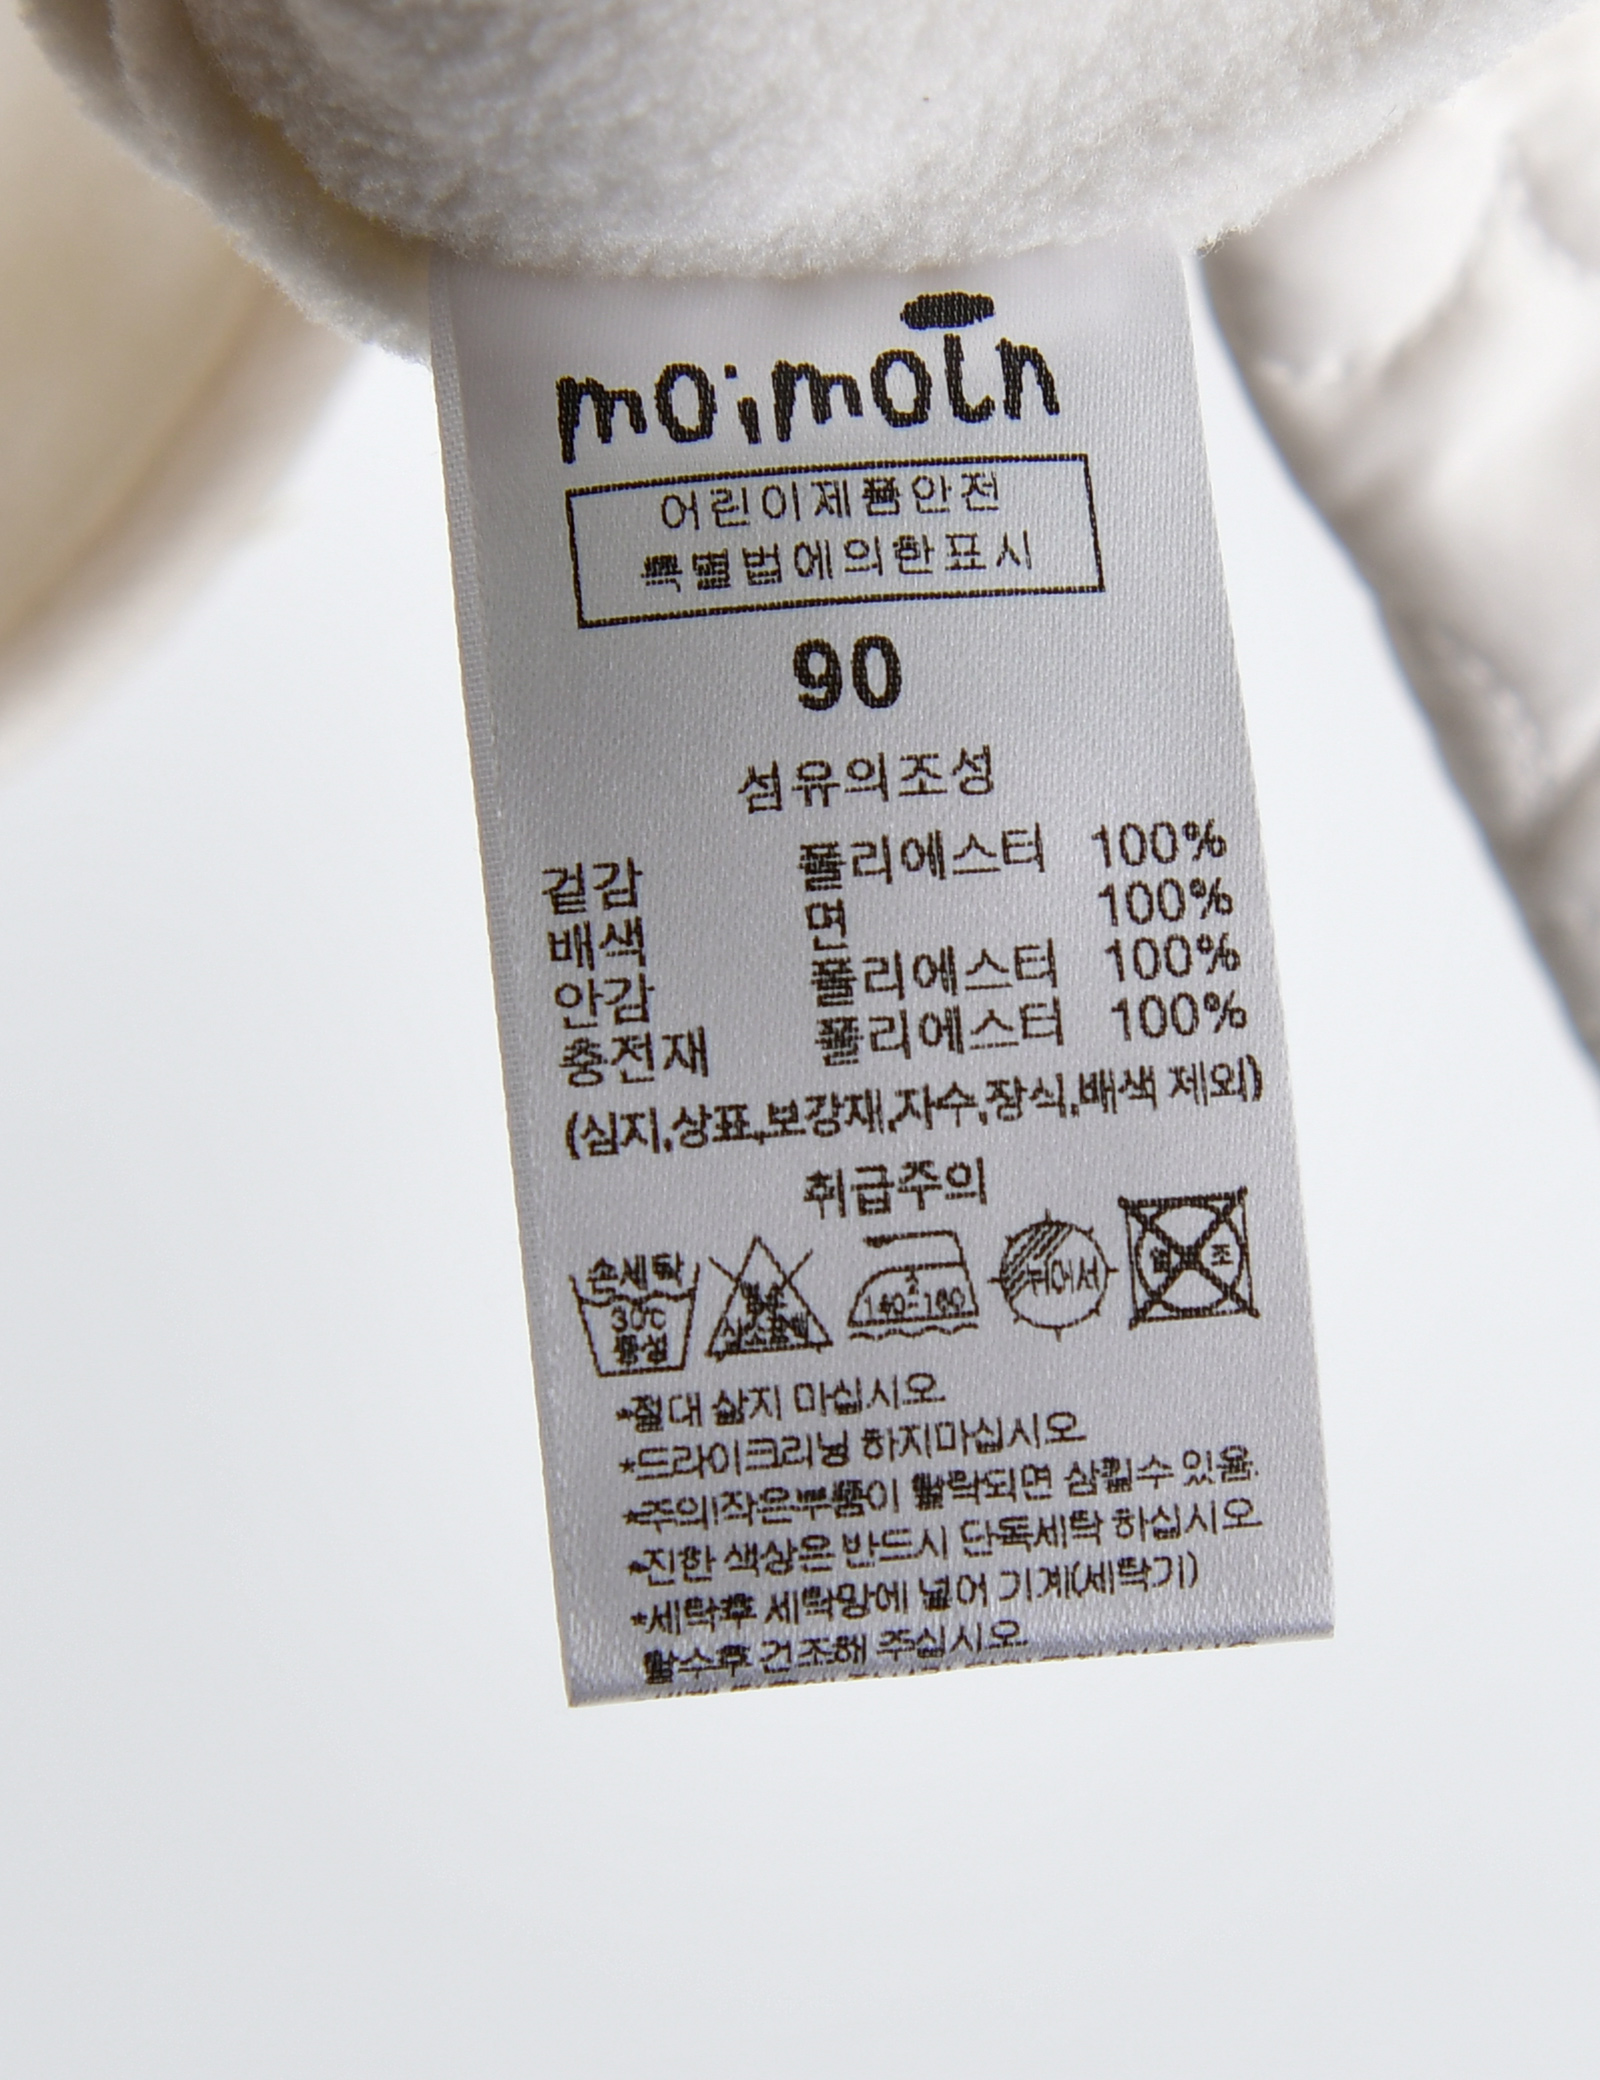 moimoln
어린이제품안전
특별법에의한표시
90
섬유의조성
겉감 폴리에스터 100%
배색 면 100%
안감 폴리에스터 100%
충전재 폴리에스터 100%
(심지,상표,보강재,자수,장식,배색 제외)
취급주의
손세탁
30℃
중성
염소표백
140~160
뉘어서
조
*절대 삶지 마십시오.
*드라이크리닝 하지마십시오
*주의!작은부품이 탈락되면 삼킬수 있음.
*진한 색상은 반드시 단독세탁 하십시오
*세탁후 세탁망에 넣어 기계(세탁기)
탈수후 건조해 주십시오.